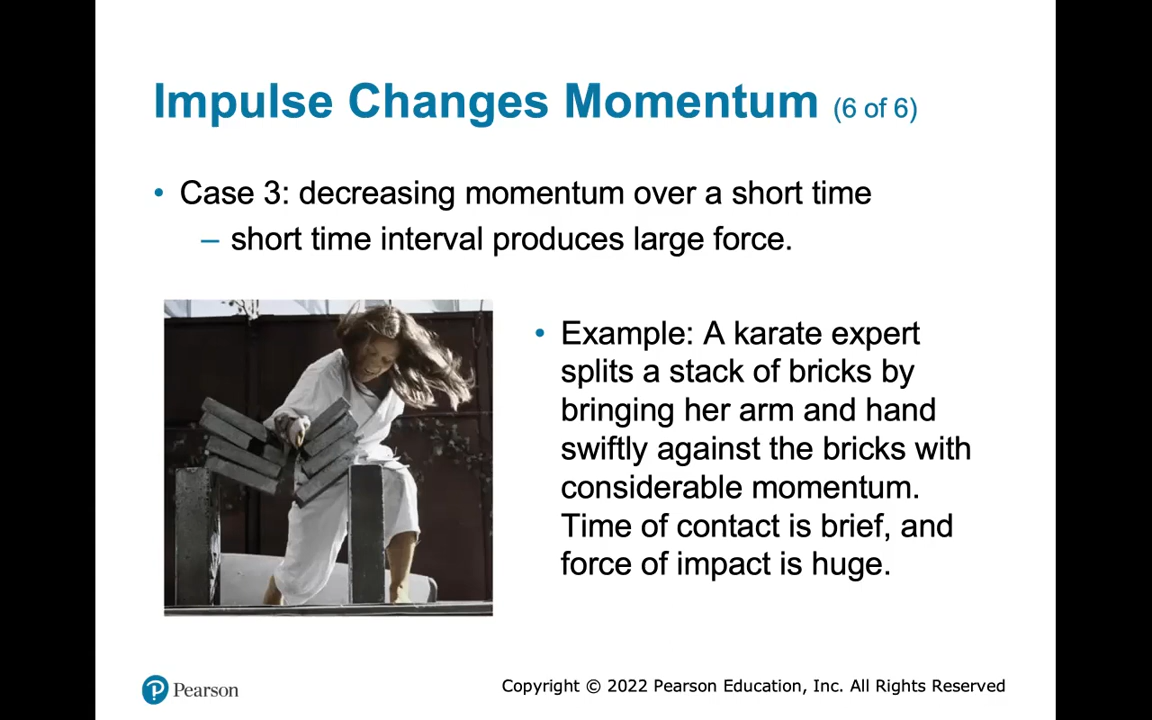 Impulse Changes Momentum (6 of 6)
• Case 3: decreasing momentum over a short time
– short time interval produces large force.
• Example: A karate expert
splits a stack of bricks by
bringing her arm and hand
swiftly against the bricks with
considerable momentum.
Time of contact is brief, and
force of impact is huge.
P Pearson
Copyright © 2022 Pearson Education, Inc. All Rights Reserved